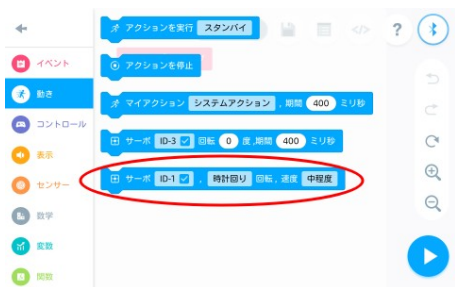 アクションを実行 スタンバイ
アクションを停止
マイアクション システムアクション , 期間 400 ミリ秒
サーボ ID-3 回転 0 度,期間 400 ミリ秒
サーボ ID-1 , 時計回り 回転 , 速度 中程度
イベント
動き
コントロール
表示
センサー
数学
変数
関数
?